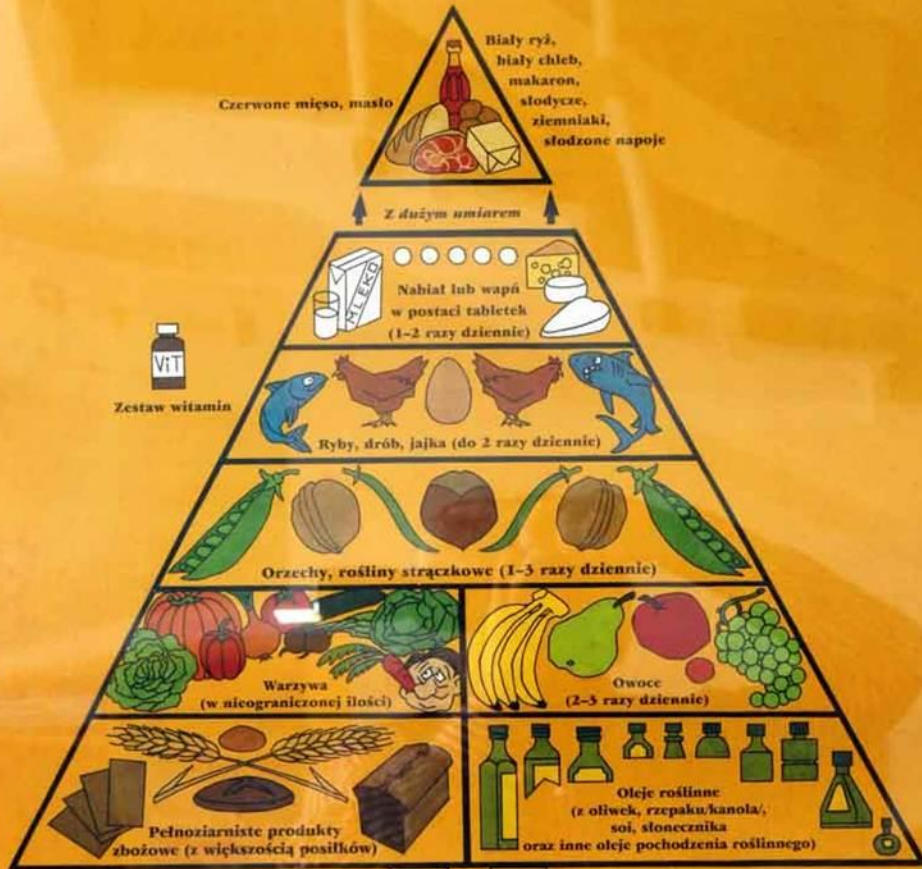 Biały ryż,
biały chleb,
makaron,
słodycze,
ziemniaki,
słodzone napoje
Czerwone mięso, masło
Z dużym umiarem
MLEKO
Nabiał lub wapń
w postaci tabletek
(1–2 razy dziennie)
ViT
Zestaw witamin
Ryby, drób, jajka (do 2 razy dziennie)
Orzechy, rośliny strączkowe (1–3 razy dziennie)
Warzywa
(w nieograniczonej ilości)
Owoce
(2–3 razy dziennie)
Pełnoziarniste produkty
zbożowe (z większością posiłków)
Oleje roślinne
(z oliwek, rzepaku/kanola/,
soi, słonecznika
oraz inne oleje pochodzenia roślinnego)